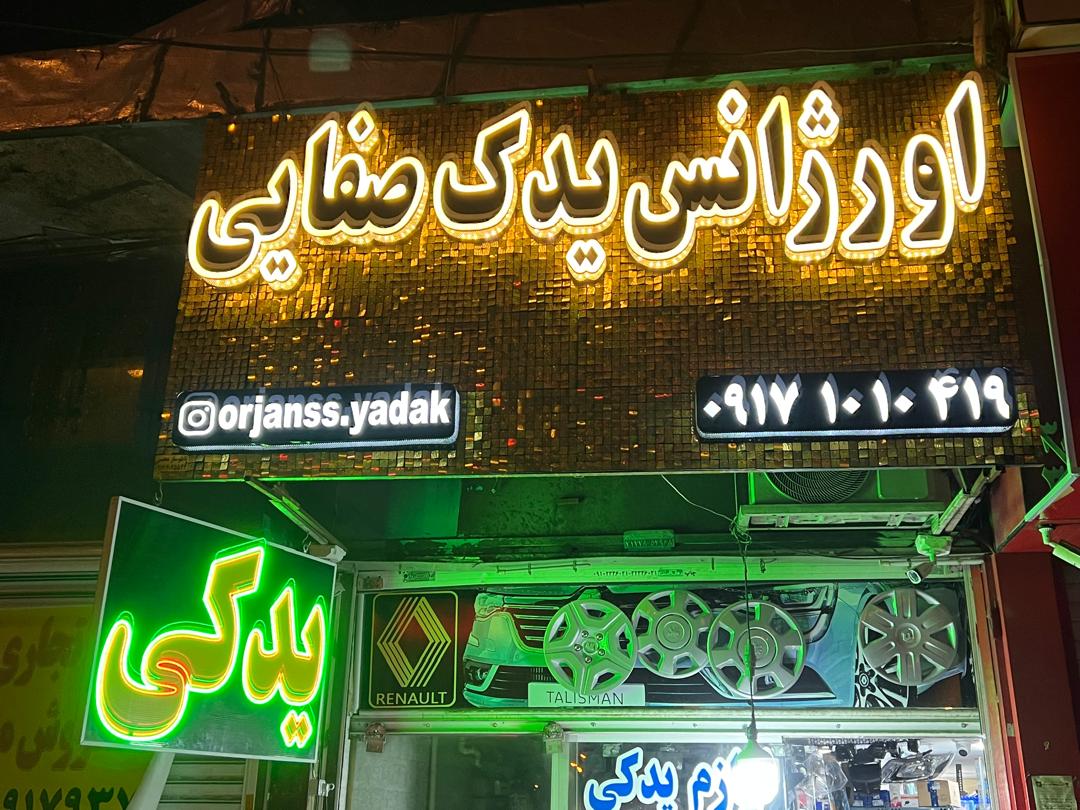 اورژانس یدک صفایی
orjanss.yadak@
۰۹۱۷ ۱۰۱۰ ۴۱۹
یدکی
RENAULT
TALISMAN
یدکی